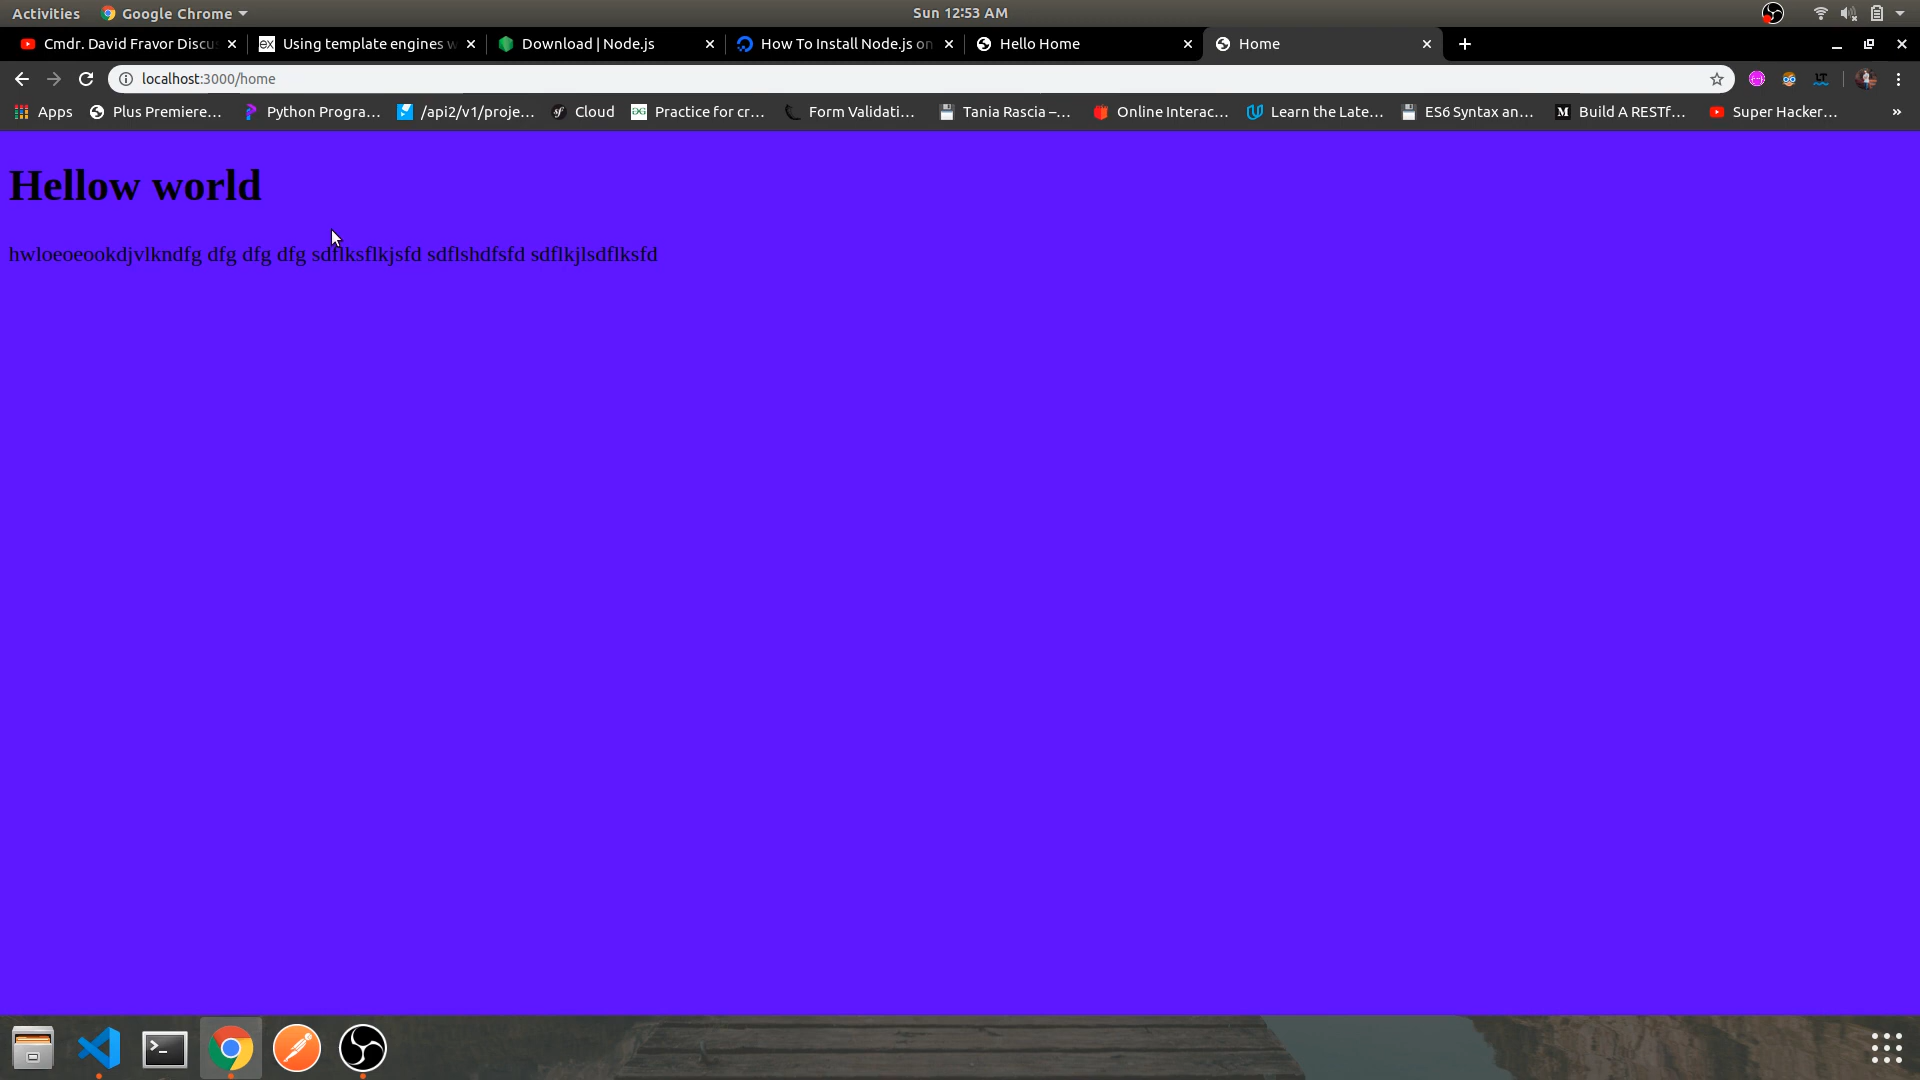 Activities Google Chrome Sun 12:53 AM
Cmdr. David Fravor Discu Using template engines w Download | Node.js How To Install Node.js on Hello Home Home
localhost:3000/home
Apps Plus Premiere... Python Progra... /api2/v1/proje... Cloud Practice for cr... Form Validati... Tania Rascia –... Online Interac... Learn the Late... ES6 Syntax an... Build A RESTf... Super Hacker... »
Hellow world
hwloeoeookdjvlkndfg dfg dfg dfg sdflksflkjsfd sdflshdfsfd sdflkjlsdflksfd